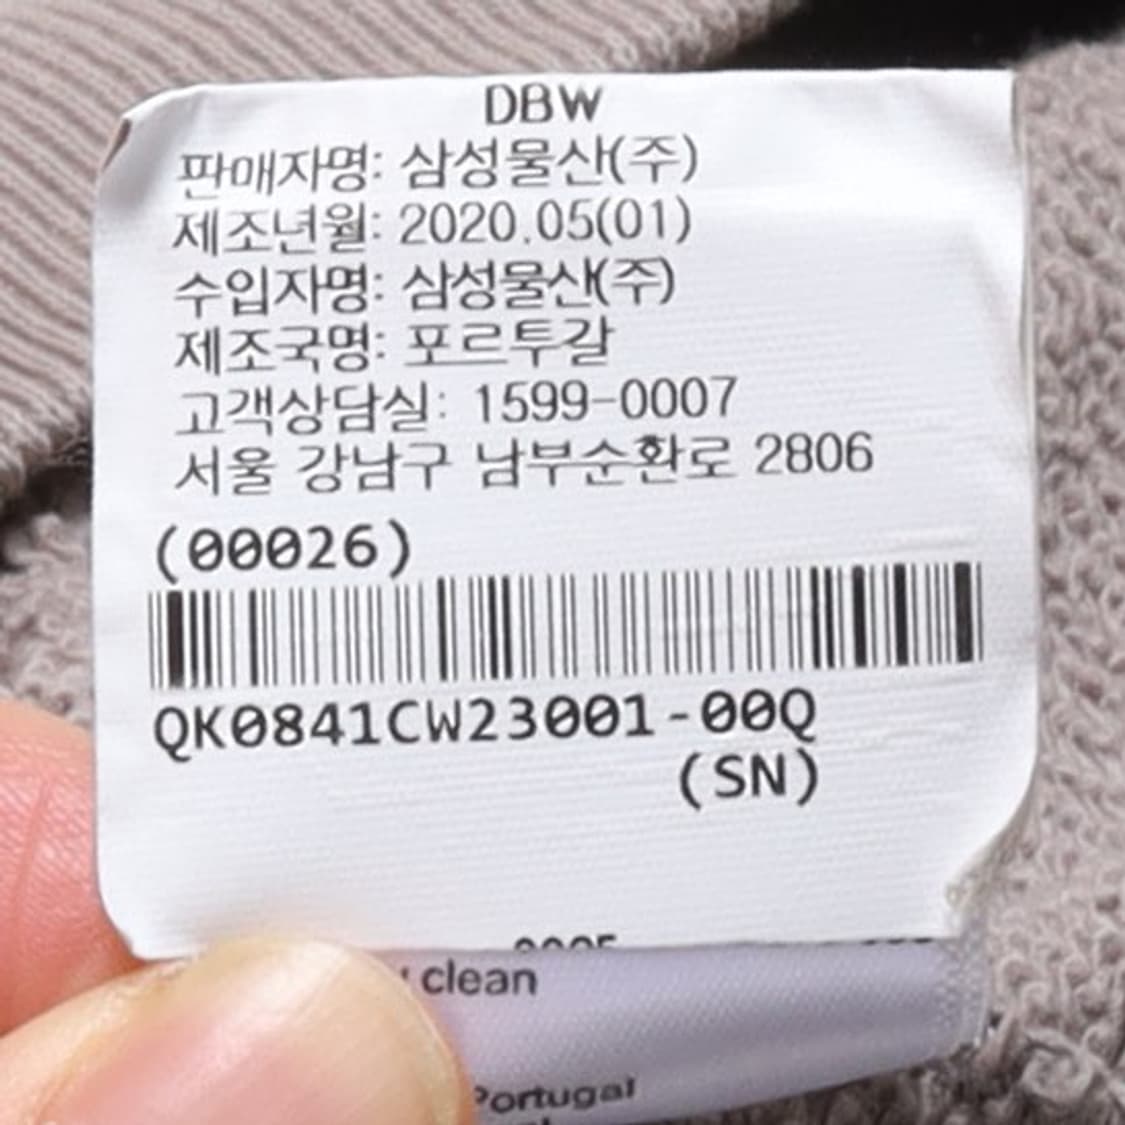 DBW
판매자명: 삼성물산(주)
제조년월: 2020.05(01)
수입자명: 삼성물산(주)
제조국명: 포르투갈
고객상담실: 1599-0007
서울 강남구 남부순환로 2806
(00026)
QK0841CW23001-00Q
(SN)
clean
Portugal